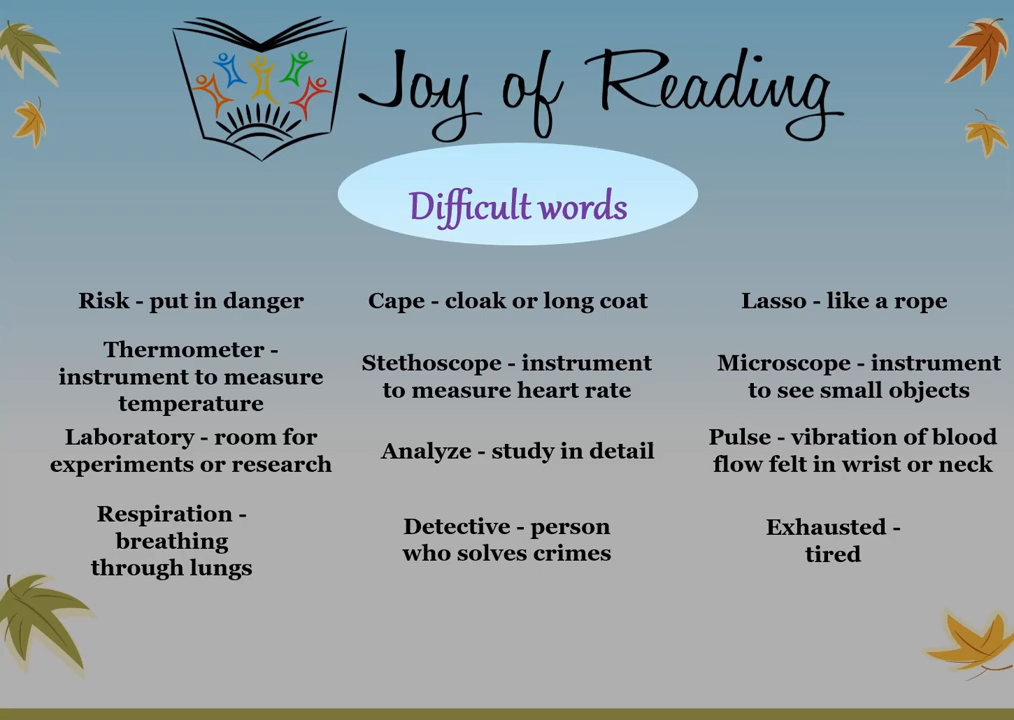 Joy of Reading
Difficult words
Risk - put in danger
Cape - cloak or long coat
Lasso - like a rope
Thermometer -
instrument to measure
temperature
Stethoscope - instrument
to measure heart rate
Microscope - instrument
to see small objects
Laboratory - room for
experiments or research
Analyze - study in detail
Pulse - vibration of blood
flow felt in wrist or neck
Respiration -
breathing
through lungs
Detective - person
who solves crimes
Exhausted -
tired